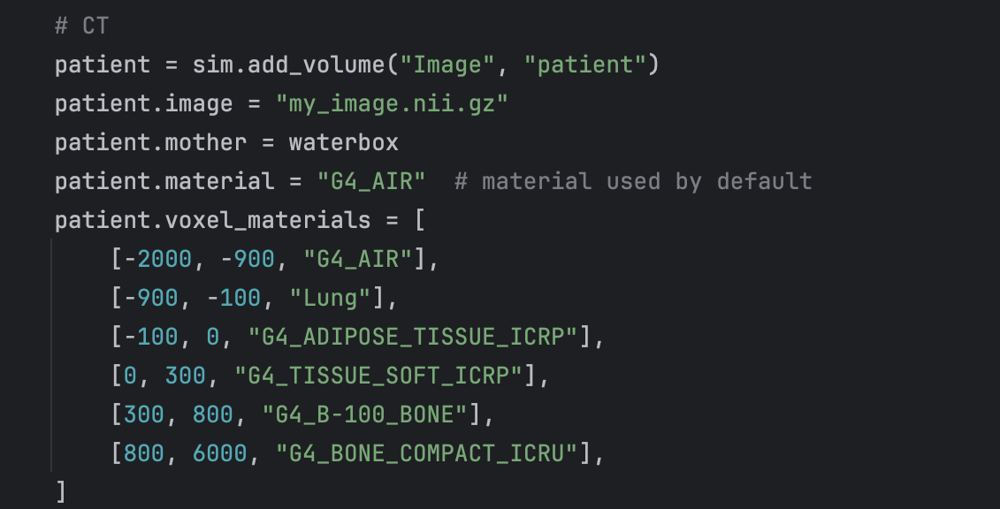 # CT
patient = sim.add_volume("Image", "patient")
patient.image = "my_image.nii.gz"
patient.mother = waterbox
patient.material = "G4_AIR"  # material used by default
patient.voxel_materials = [
    [-2000, -900, "G4_AIR"],
    [-900, -100, "Lung"],
    [-100, 0, "G4_ADIPOSE_TISSUE_ICRP"],
    [0, 300, "G4_TISSUE_SOFT_ICRP"],
    [300, 800, "G4_B-100_BONE"],
    [800, 6000, "G4_BONE_COMPACT_ICRU"],
]